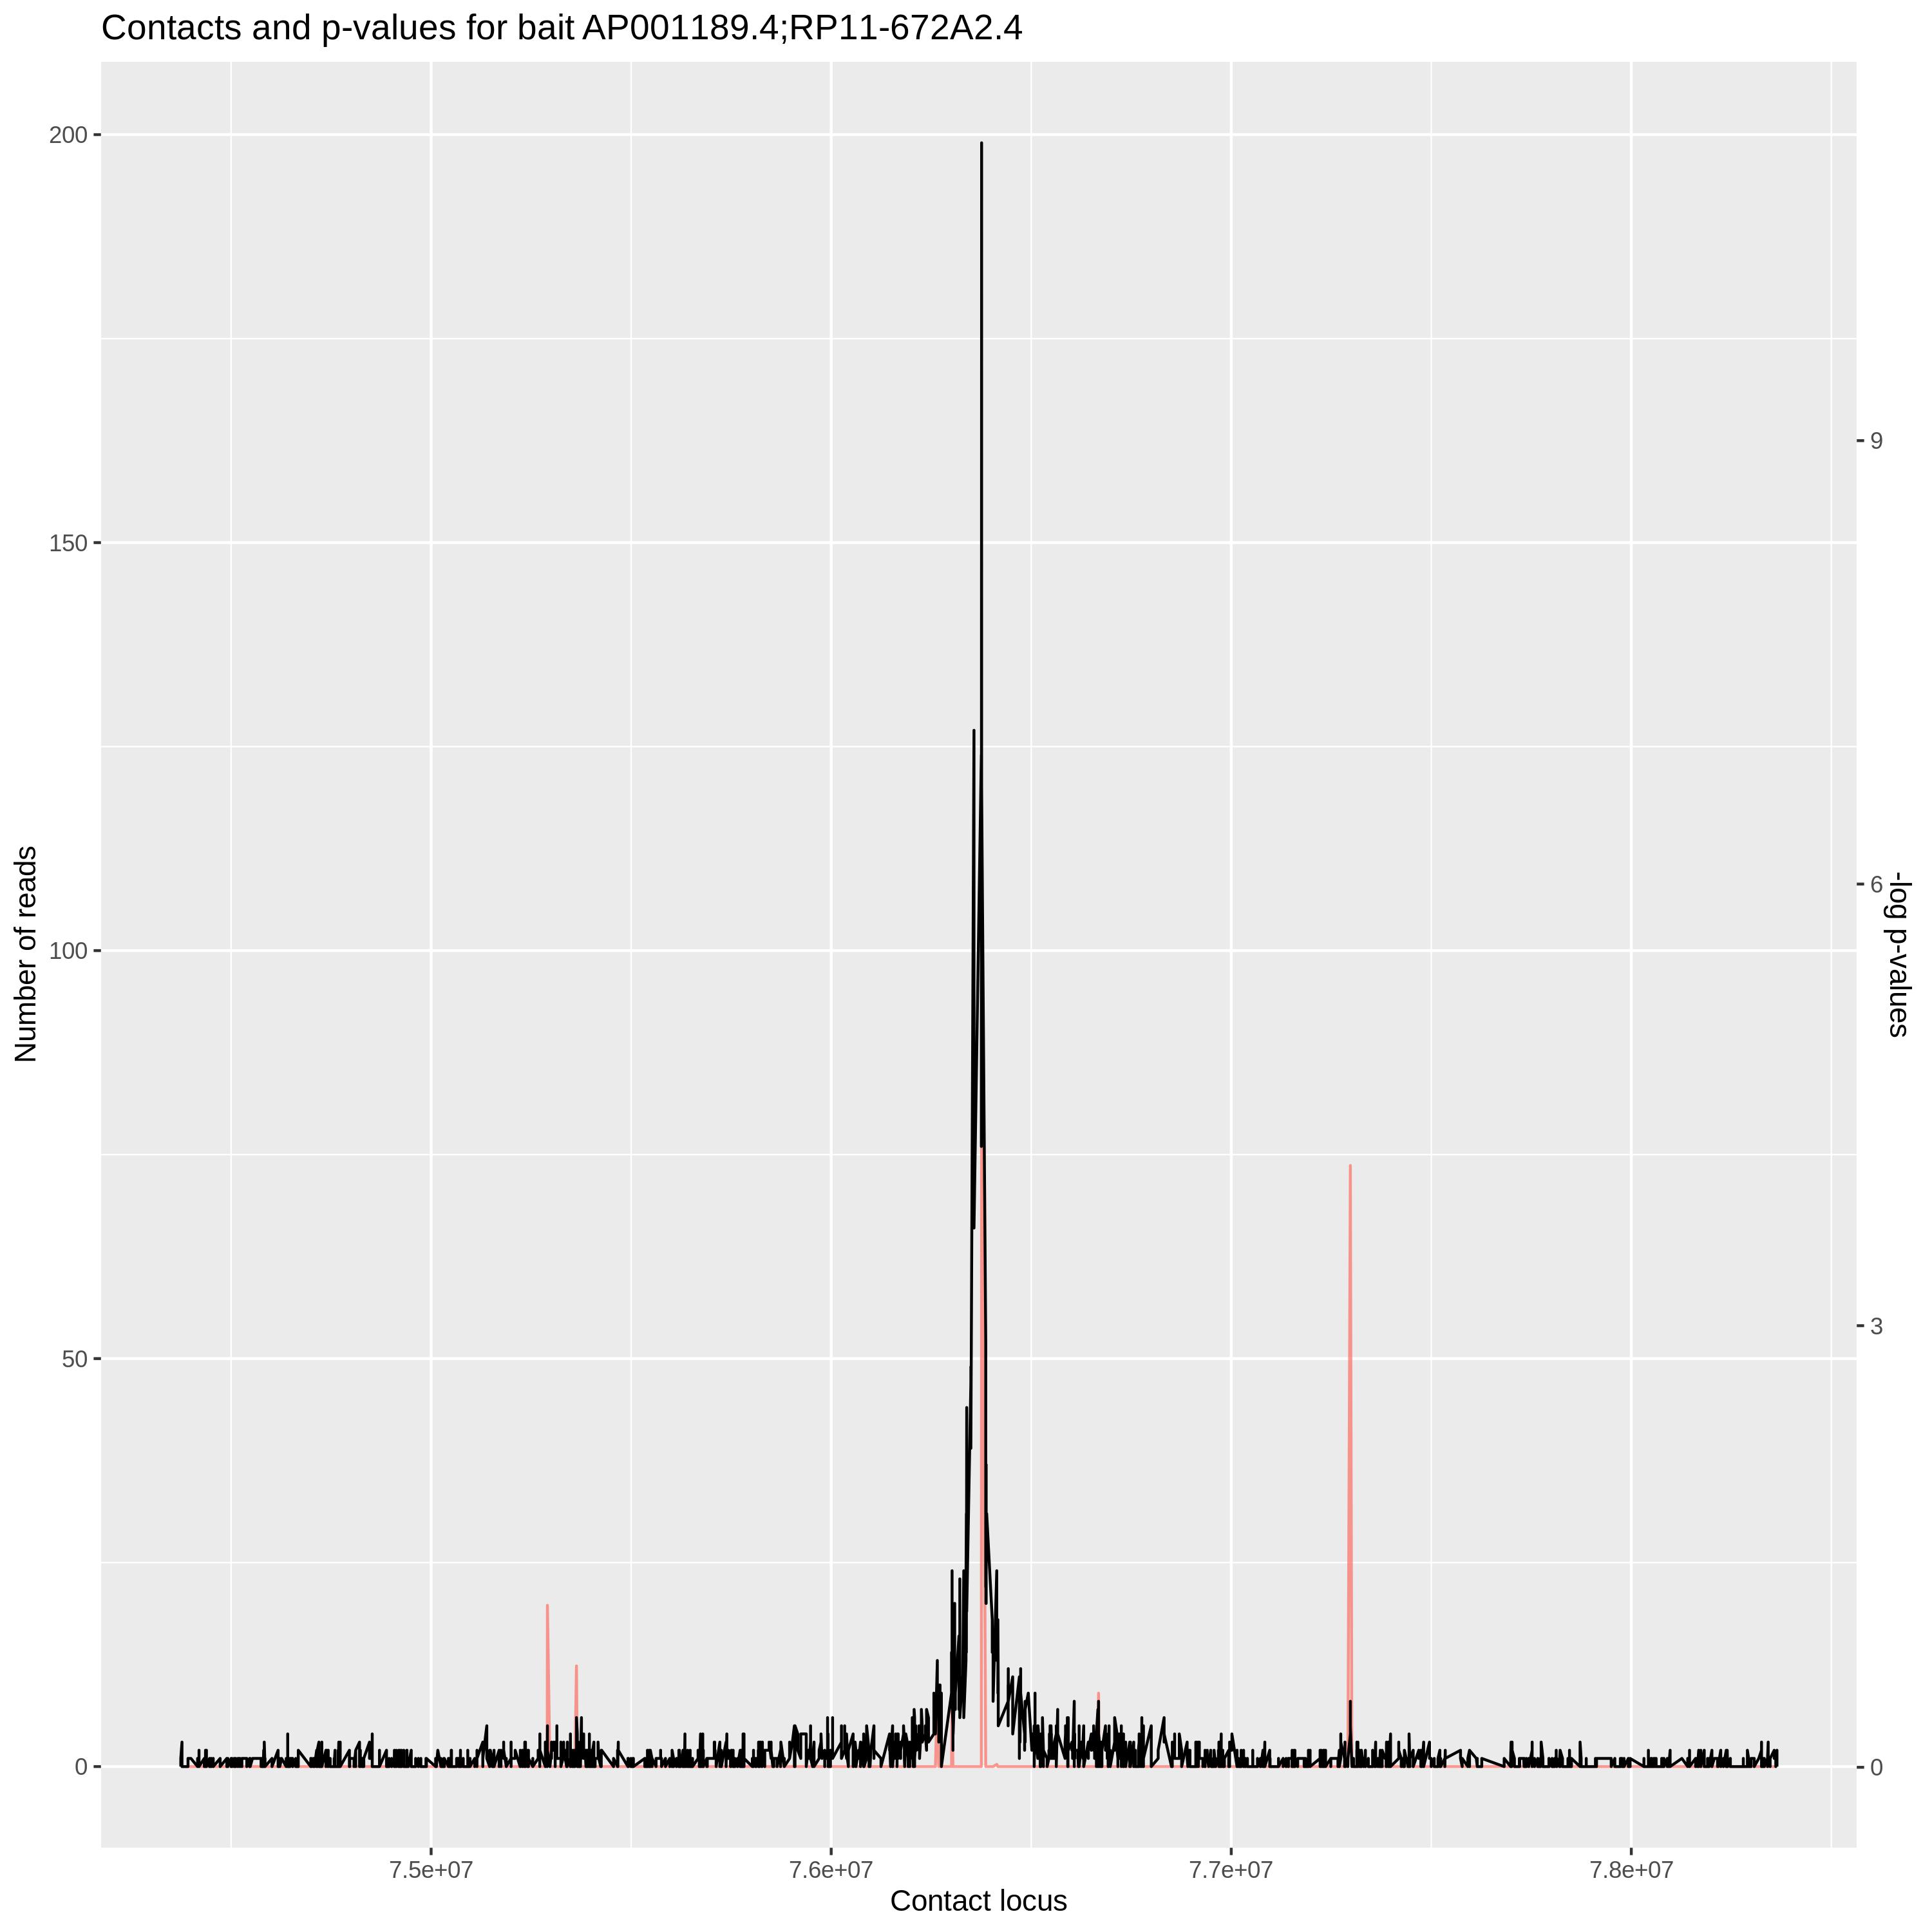 Contacts and p-values for bait AP001189.4;RP11-672A2.4
200
150
100
50
0
Number of reads
9
6
3
0
-log p-values
7.5e+07
7.6e+07
7.7e+07
7.8e+07
Contact locus